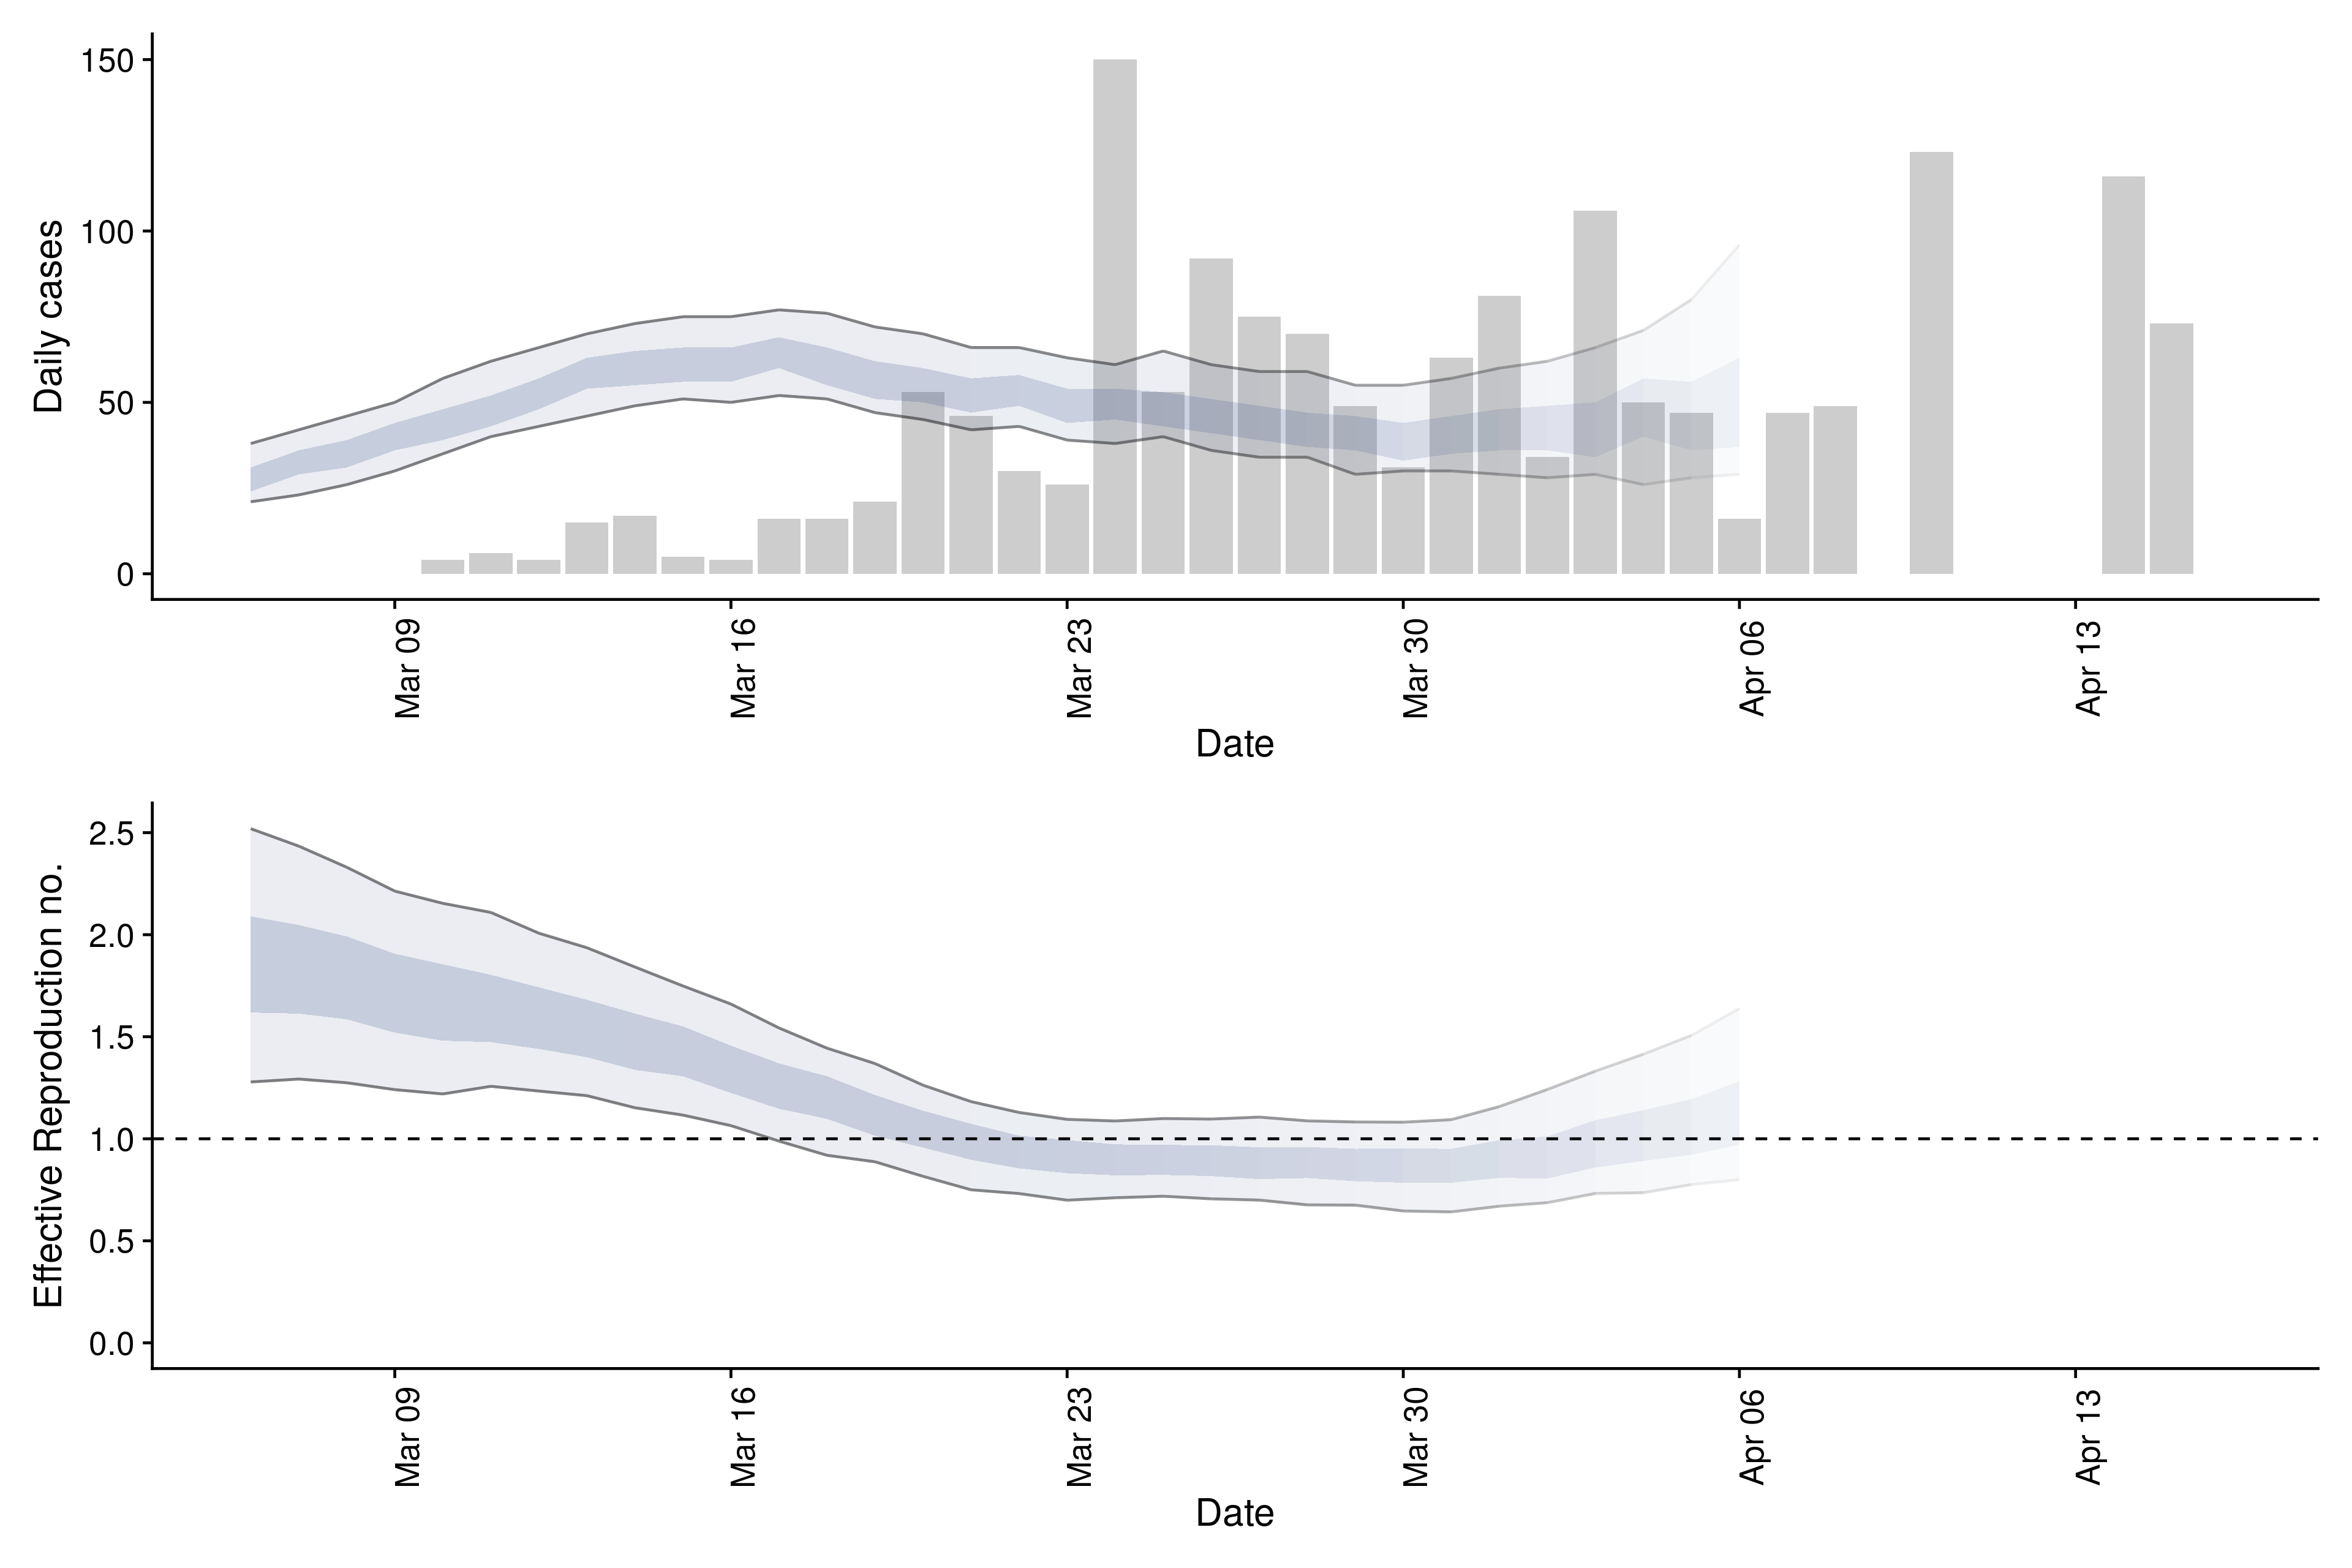 Daily cases
150
100
50
0
Mar 09
Mar 16
Mar 23
Mar 30
Apr 06
Apr 13
Date
Effective Reproduction no.
2.5
2.0
1.5
1.0
0.5
0.0
Mar 09
Mar 16
Mar 23
Mar 30
Apr 06
Apr 13
Date